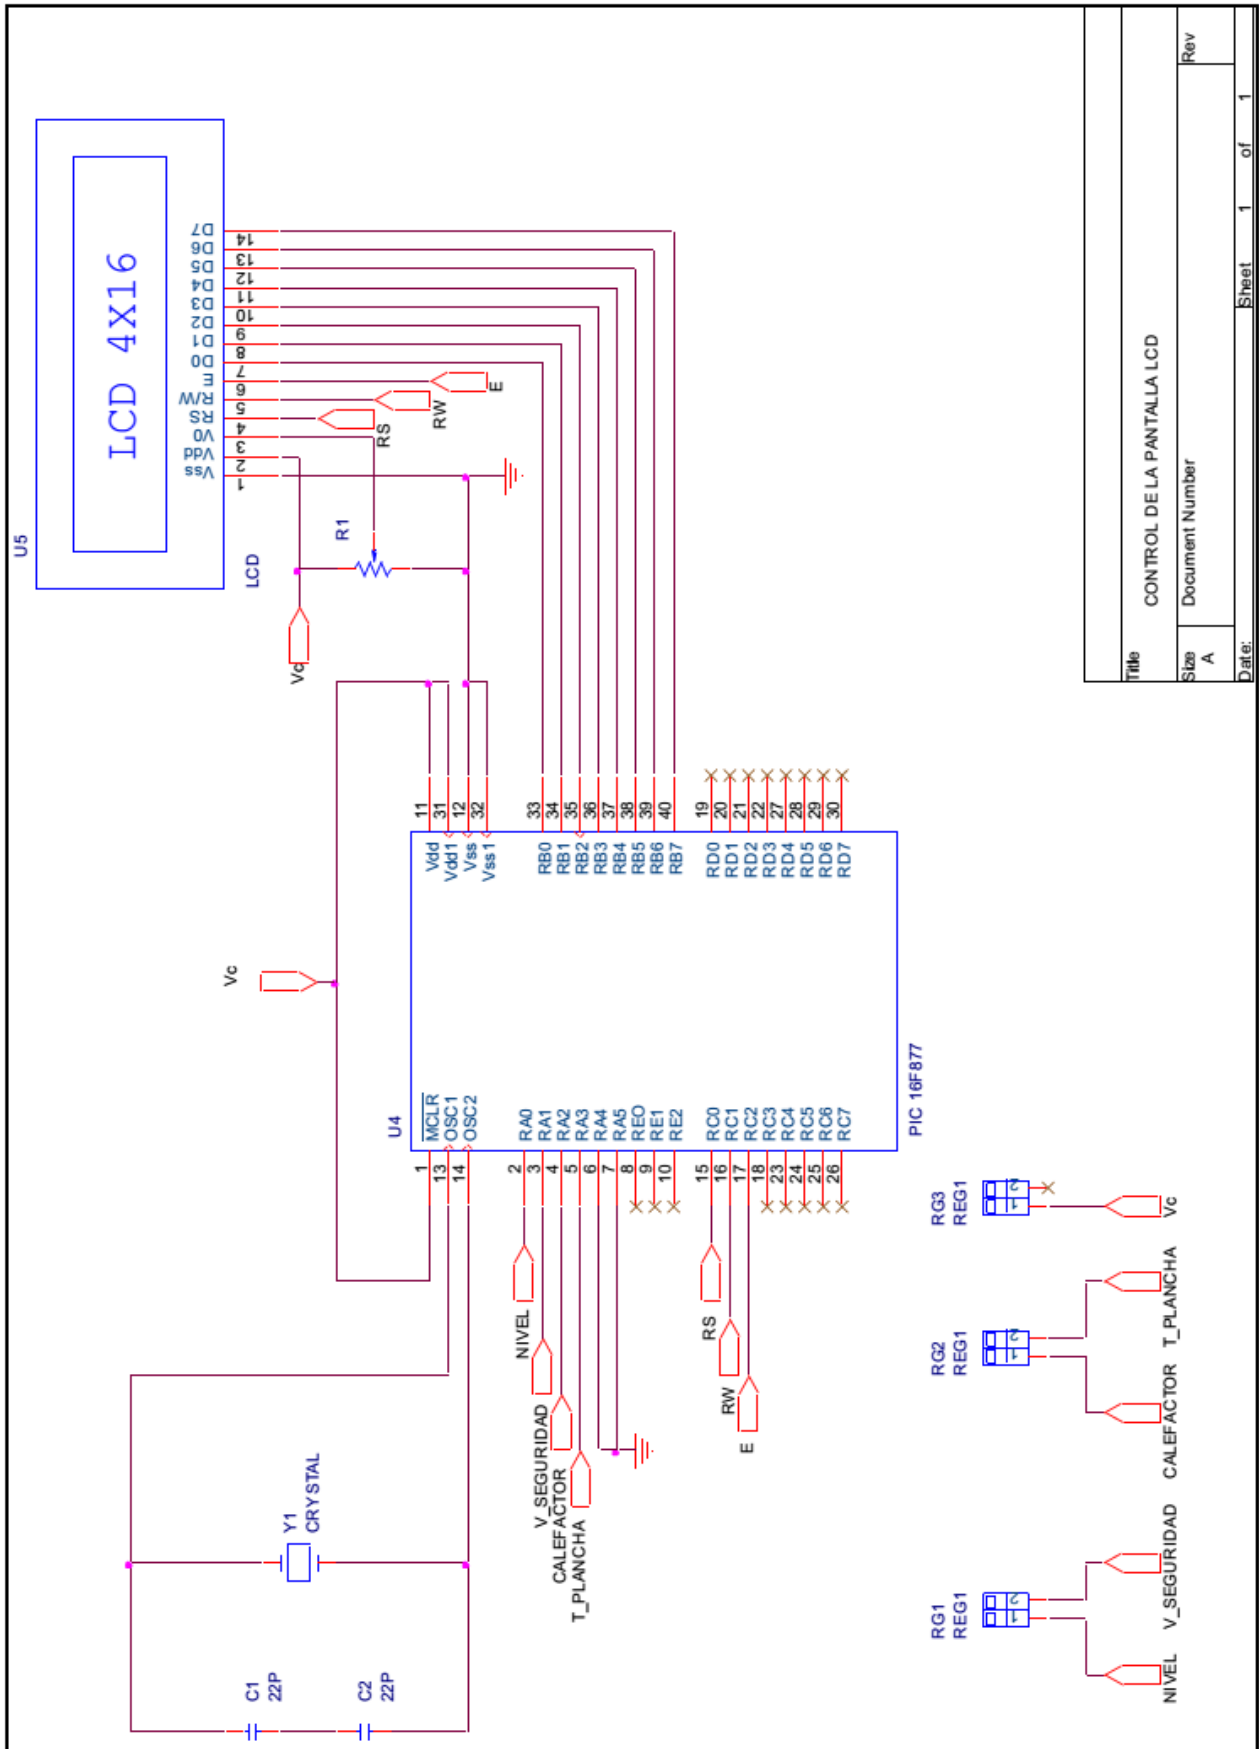 U5
LCD 4X16
LCD
Vss
Vdd
V0
RS
R/W
E
D0
D1
D2
D3
D4
D5
D6
D7
1
2
3
4
5
6
7
8
9
10
11
12
13
14
RS
RW
E
R1
Vc
Vc
U4
PIC 16F877
1 MCLR
13 OSC1
14 OSC2
2 RA0
3 RA1
4 RA2
5 RA3
6 RA4
7 RA5
8 REO
9 RE1
10 RE2
15 RC0
16 RC1
17 RC2
18 RC3
23 RC4
24 RC5
25 RC6
26 RC7
Vdd 11
Vdd1 31
Vss 12
Vss1 32
RB0 33
RB1 34
RB2 35
RB3 36
RB4 37
RB5 38
RB6 39
RB7 40
RD0 19
RD1 20
RD2 21
RD3 22
RD4 27
RD5 28
RD6 29
RD7 30
Y1
CRYSTAL
C1
22P
C2
22P
NIVEL
V_SEGURIDAD
CALEFACTOR
T_PLANCHA
RS
RW
E
RG1
REG1
1 2
NIVEL
V_SEGURIDAD
RG2
REG1
1 2
CALEFACTOR
T_PLANCHA
RG3
REG1
1 2
Vc
Title
CONTROL DE LA PANTALLA LCD
Size
A
Document Number
Rev
Date:
Sheet 1 of 1